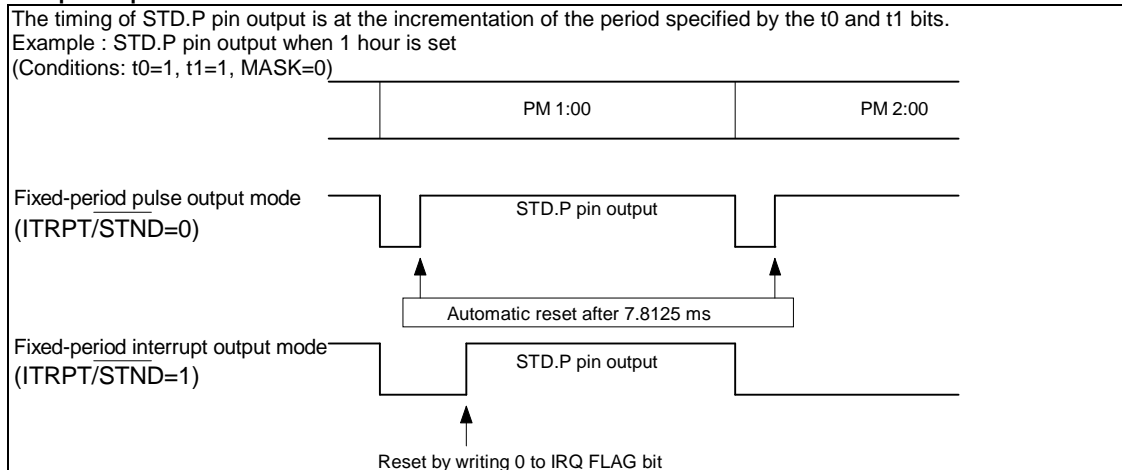 The timing of STD.P pin output is at the incrementation of the period specified by the t0 and t1 bits.
Example : STD.P pin output when 1 hour is set
(Conditions: t0=1, t1=1, MASK=0)
PM 1:00
PM 2:00
Fixed-period pulse output mode
(ITRPT/STND=0)
STD.P pin output
Automatic reset after 7.8125 ms
Fixed-period interrupt output mode
(ITRPT/STND=1)
STD.P pin output
Reset by writing 0 to IRQ FLAG bit